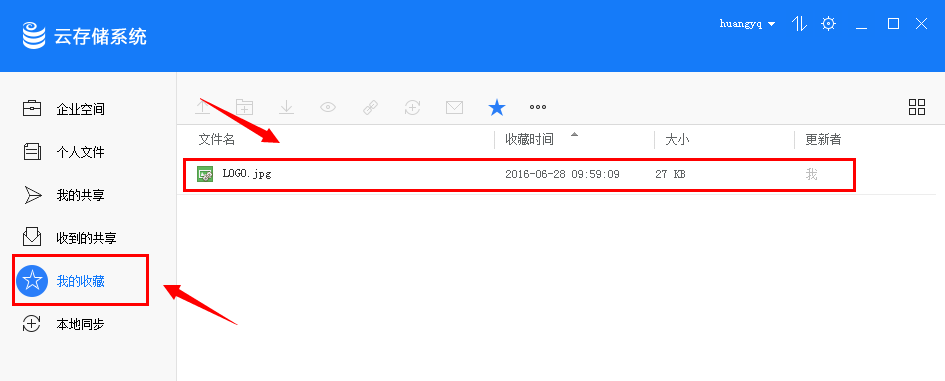 云存储系统
huangyq
企业空间
个人文件
我的共享
收到的共享
我的收藏
本地同步
文件名 收藏时间 大小 更新者
LOGO.jpg 2016-06-28 09:59:09 27 KB 我